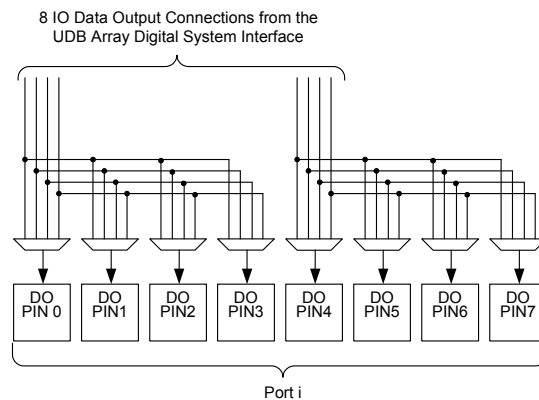 8 IO Data Output Connections from the
UDB Array Digital System Interface
DO
PIN 0
DO
PIN1
DO
PIN2
DO
PIN3
DO
PIN4
DO
PIN5
DO
PIN6
DO
PIN7
Port i